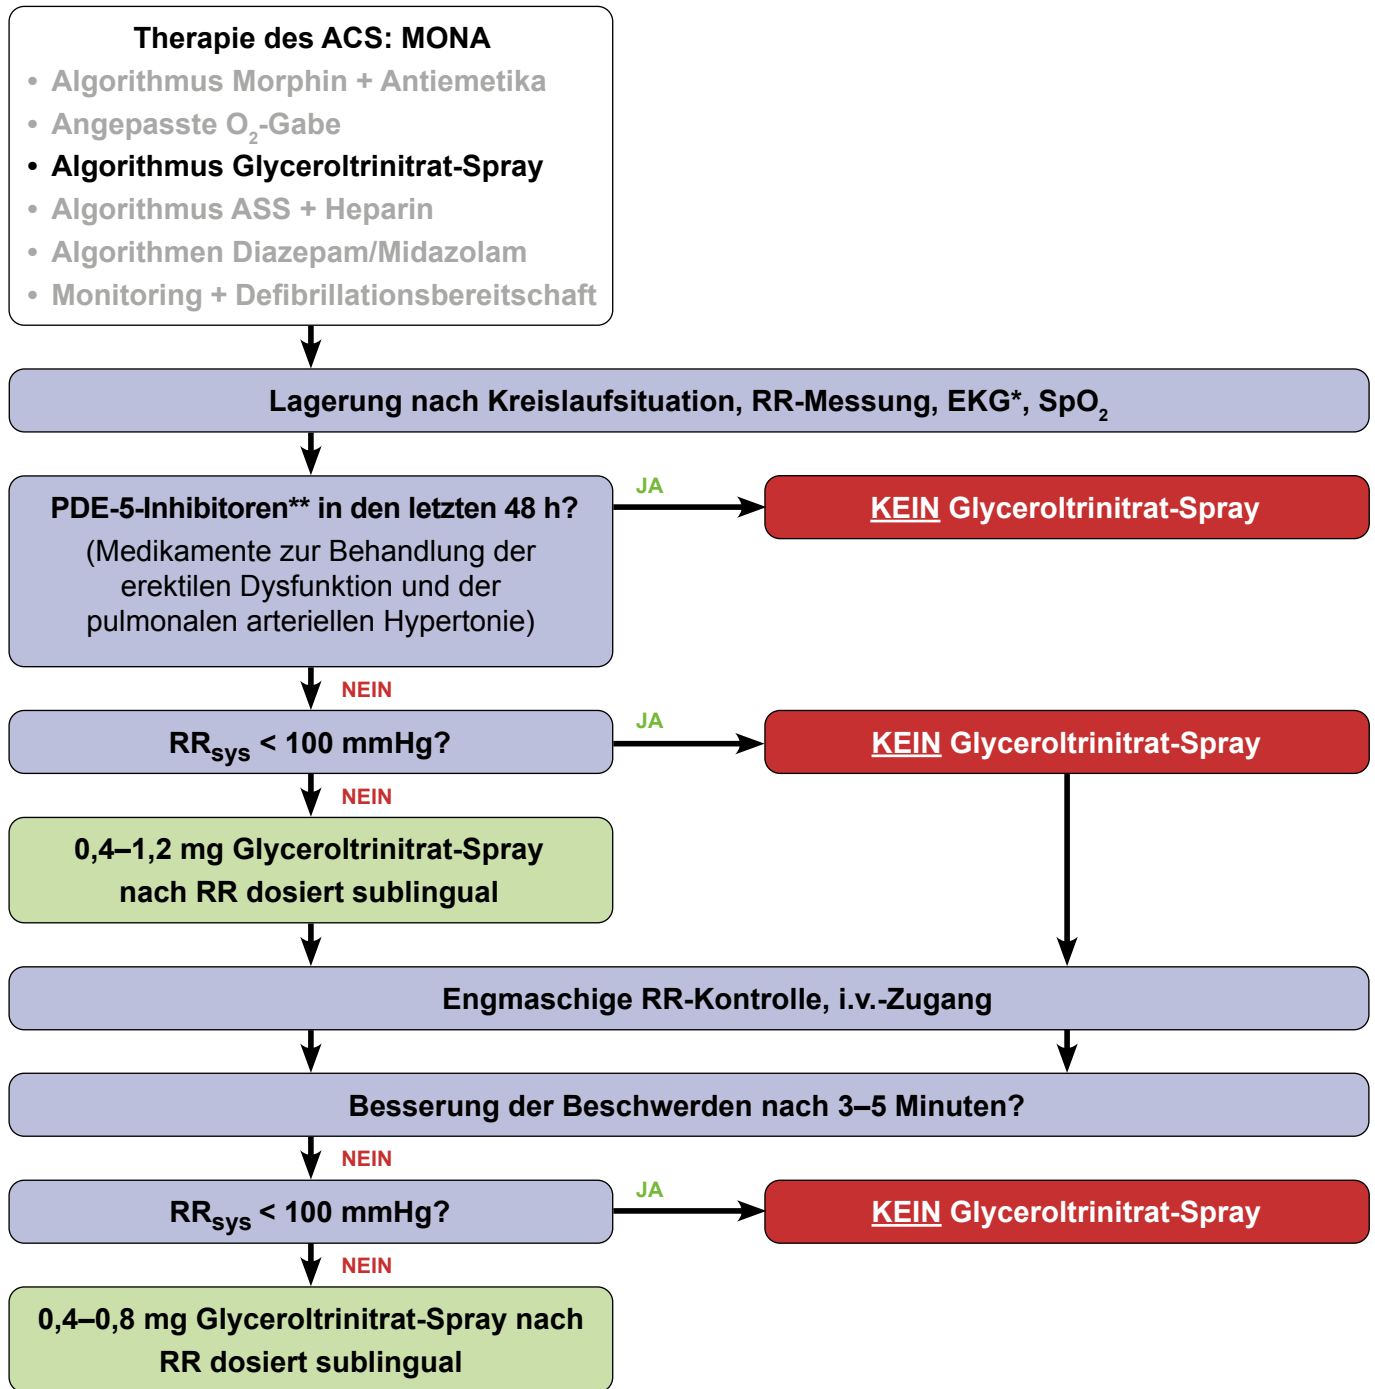 Therapie des ACS: MONA
• Algorithmus Morphin + Antiemetika
• Angepasste O₂-Gabe
• Algorithmus Glyceroltrinitrat-Spray
• Algorithmus ASS + Heparin
• Algorithmen Diazepam/Midazolam
• Monitoring + Defibrillationsbereitschaft
Lagerung nach Kreislaufsituation, RR-Messung, EKG*, SpO₂
PDE-5-Inhibitoren** in den letzten 48 h?
(Medikamente zur Behandlung der
erektilen Dysfunktion und der
pulmonalen arteriellen Hypertonie)
JA
KEIN Glyceroltrinitrat-Spray
NEIN
RRsys < 100 mmHg?
JA
KEIN Glyceroltrinitrat-Spray
NEIN
0,4–1,2 mg Glyceroltrinitrat-Spray
nach RR dosiert sublingual
Engmaschige RR-Kontrolle, i.v.-Zugang
Besserung der Beschwerden nach 3–5 Minuten?
NEIN
RRsys < 100 mmHg?
JA
KEIN Glyceroltrinitrat-Spray
NEIN
0,4–0,8 mg Glyceroltrinitrat-Spray nach
RR dosiert sublingual